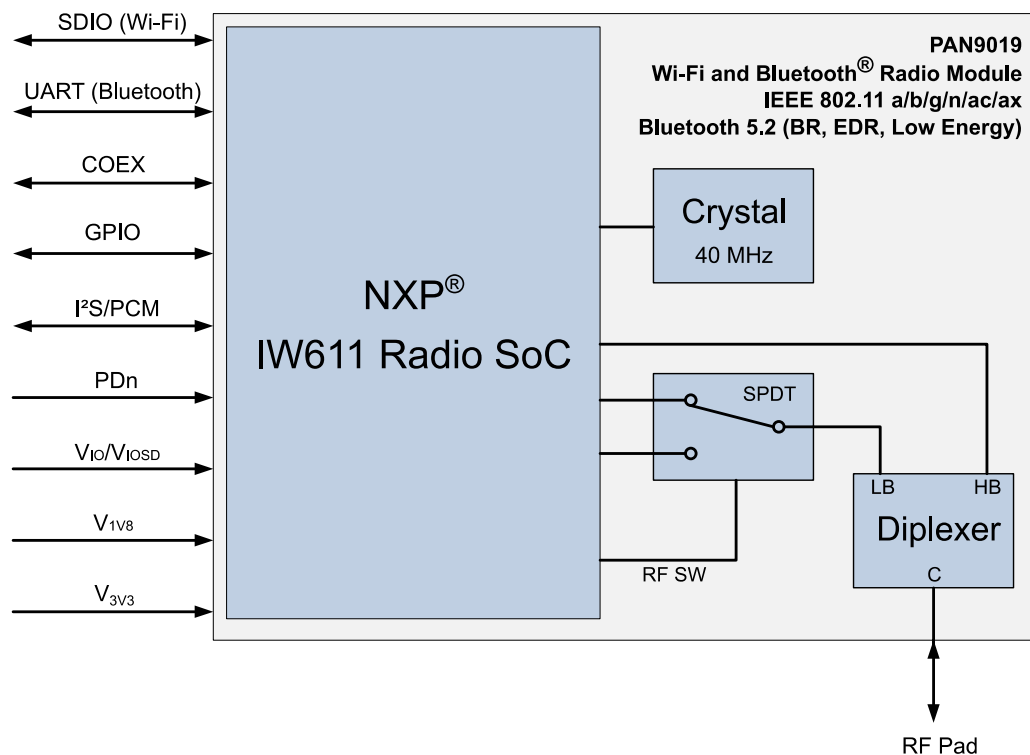 SDIO (Wi-Fi)
UART (Bluetooth)
COEX
GPIO
I²S/PCM
PDn
VIO/VIOSD
V1V8
V3V3
NXP®
IW611 Radio SoC
PAN9019
Wi-Fi and Bluetooth® Radio Module
IEEE 802.11 a/b/g/n/ac/ax
Bluetooth 5.2 (BR, EDR, Low Energy)
Crystal
40 MHz
SPDT
RF SW
LB HB
Diplexer
C
RF Pad